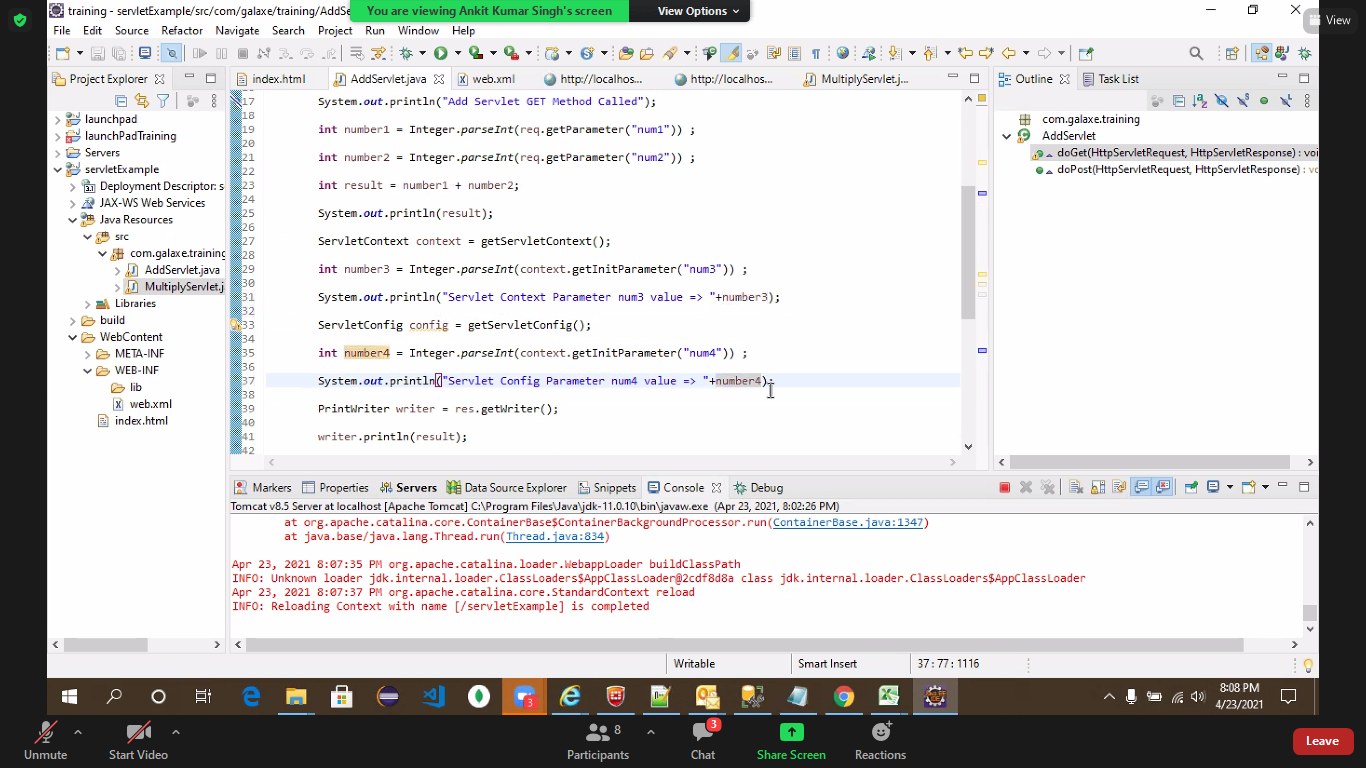 training - servletExample/src/com/galaxe/training/AddSe
You are viewing Ankit Kumar Singh's screen
View Options
View
File Edit Source Refactor Navigate Search Project Run Window Help
Project Explorer
index.html
AddServlet.java
web.xml
http://localhos...
http://localhos...
MultiplyServlet.j...
Outline
Task List
launchpad
launchPadTraining
Servers
servletExample
Deployment Descriptor: s
JAX-WS Web Services
Java Resources
src
com.galaxe.training
AddServlet.java
MultiplyServlet.j
Libraries
build
WebContent
META-INF
WEB-INF
lib
web.xml
index.html
17 System.out.println("Add Servlet GET Method Called");
18
19 int number1 = Integer.parseInt(req.getParameter("num1")) ;
20
21 int number2 = Integer.parseInt(req.getParameter("num2")) ;
22
23 int result = number1 + number2;
24
25 System.out.println(result);
26
27 ServletContext context = getServletContext();
28
29 int number3 = Integer.parseInt(context.getInitParameter("num3")) ;
30
31 System.out.println("Servlet Context Parameter num3 value => "+number3);
32
33 ServletConfig config = getServletConfig();
34
35 int number4 = Integer.parseInt(context.getInitParameter("num4")) ;
36
37 System.out.println("Servlet Config Parameter num4 value => "+number4);
38
39 PrintWriter writer = res.getWriter();
40
41 writer.println(result);
42
com.galaxe.training
AddServlet
doGet(HttpServletRequest, HttpServletResponse) : voi
doPost(HttpServletRequest, HttpServletResponse) : vo
Markers
Properties
Servers
Data Source Explorer
Snippets
Console
Debug
Tomcat v8.5 Server at localhost [Apache Tomcat] C:\Program Files\Java\jdk-11.0.10\bin\javaw.exe (Apr 23, 2021, 8:02:26 PM)
at org.apache.catalina.core.ContainerBase$ContainerBackgroundProcessor.run(ContainerBase.java:1347)
at java.base/java.lang.Thread.run(Thread.java:834)
Apr 23, 2021 8:07:35 PM org.apache.catalina.loader.WebappLoader buildClassPath
INFO: Unknown loader jdk.internal.loader.ClassLoaders$AppClassLoader@2cdf8d8a class jdk.internal.loader.ClassLoaders$AppClassLoader
Apr 23, 2021 8:07:37 PM org.apache.catalina.core.StandardContext reload
INFO: Reloading Context with name [/servletExample] is completed
Writable
Smart Insert
37 : 77 : 1116
3
8:08 PM
4/23/2021
Unmute
Start Video
Participants
8
Chat
3
Share Screen
Reactions
Leave